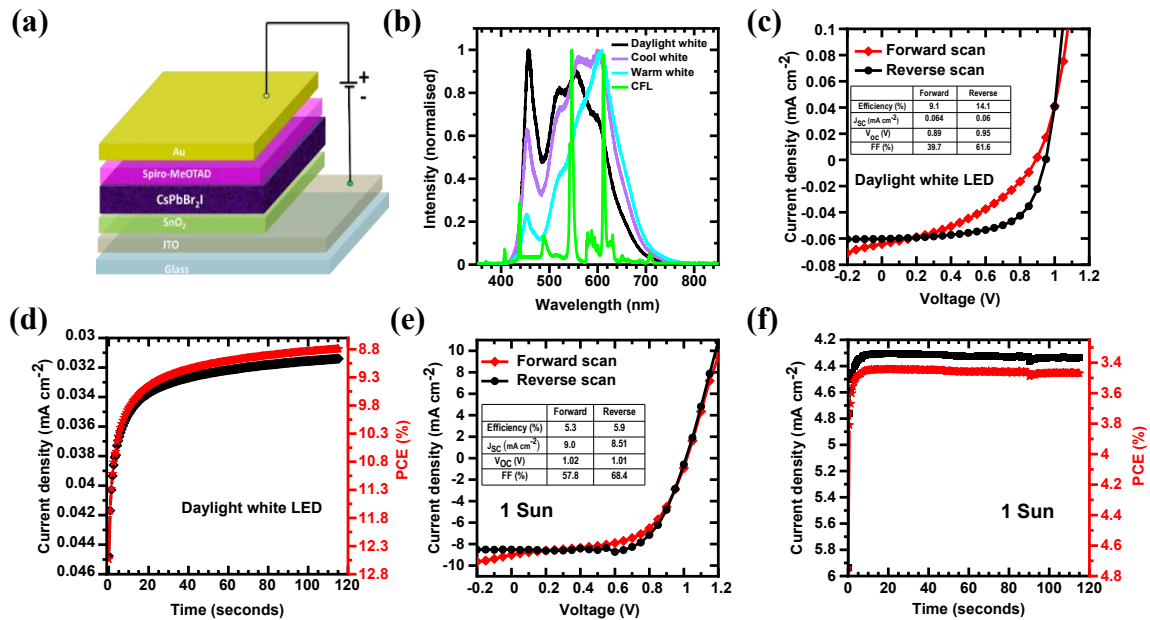 (a)
+
-
Au
Spiro-MeOTAD
CsPbBr₂I
SnO₂
ITO
Glass
(b)
Intensity (normalised)
1
0.8
0.6
0.4
0.2
0
Daylight white
Cool white
Warm white
CFL
400 500 600 700 800
Wavelength (nm)
(c)
Current density (mA cm⁻²)
0.1
0.08
0.06
0.04
0.02
0
-0.02
-0.04
-0.06
-0.08
Forward scan
Reverse scan
Forward Reverse
Efficiency (%) 9.1 14.1
JSC (mA cm⁻²) 0.064 0.06
VOC (V) 0.89 0.95
FF (%) 39.7 61.6
Daylight white LED
-0.2 0 0.2 0.4 0.6 0.8 1 1.2
Voltage (V)
(d)
Current density (mA cm⁻²)
0.03
0.032
0.034
0.036
0.038
0.04
0.042
0.044
0.046
8.8
9.3
9.8
10.3
10.8
11.3
11.8
12.3
12.8
PCE (%)
Daylight white LED
0 20 40 60 80 100 120
Time (seconds)
(e)
Current density (mA cm⁻²)
10
8
6
4
2
0
-2
-4
-6
-8
-10
Forward scan
Reverse scan
Forward Reverse
Efficiency (%) 5.3 5.9
JSC (mA cm⁻²) 9.0 8.51
VOC (V) 1.02 1.01
FF (%) 57.8 68.4
1 Sun
-0.2 0 0.2 0.4 0.6 0.8 1 1.2
Voltage (V)
(f)
Current density (mA cm⁻²)
4.2
4.4
4.6
4.8
5
5.2
5.4
5.6
5.8
6
3.4
3.6
3.8
4
4.2
4.4
4.6
4.8
PCE (%)
1 Sun
0 20 40 60 80 100 120
Time (seconds)